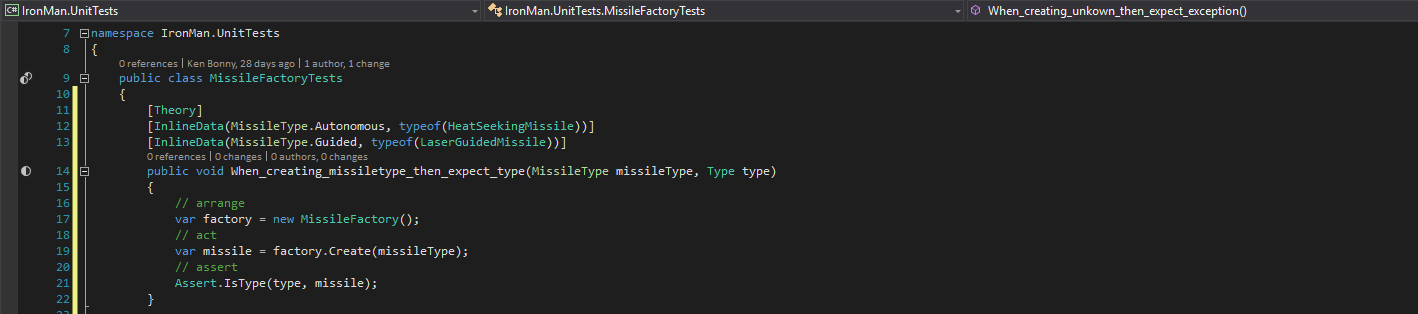 C# IronMan.UnitTests IronMan.UnitTests.MissileFactoryTests When_creating_unkown_then_expect_exception()
7 namespace IronMan.UnitTests
8 {
0 references | Ken Bonny, 28 days ago | 1 author, 1 change
9 public class MissileFactoryTests
10 {
11 [Theory]
12 [InlineData(MissileType.Autonomous, typeof(HeatSeekingMissile))]
13 [InlineData(MissileType.Guided, typeof(LaserGuidedMissile))]
0 references | 0 changes | 0 authors, 0 changes
14 public void When_creating_missiletype_then_expect_type(MissileType missileType, Type type)
15 {
16 // arrange
17 var factory = new MissileFactory();
18 // act
19 var missile = factory.Create(missileType);
20 // assert
21 Assert.IsType(type, missile);
22 }